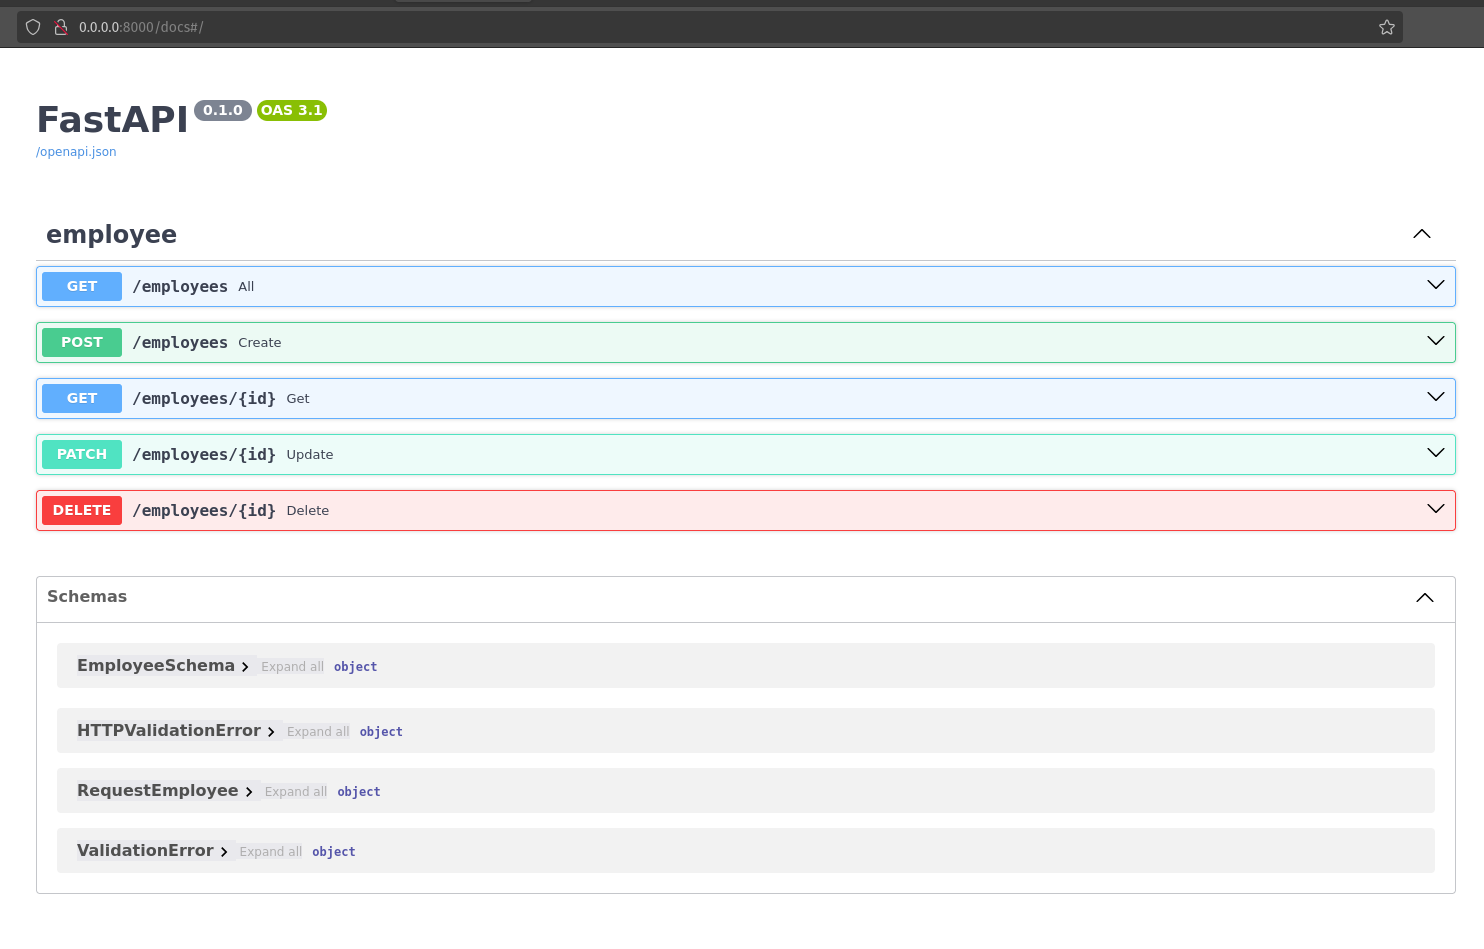 0.0.0.0:8000/docs#/
FastAPI 0.1.0 OAS 3.1
/openapi.json
employee
GET /employees All
POST /employees Create
GET /employees/{id} Get
PATCH /employees/{id} Update
DELETE /employees/{id} Delete
Schemas
EmployeeSchema Expand all object
HTTPValidationError Expand all object
RequestEmployee Expand all object
ValidationError Expand all object